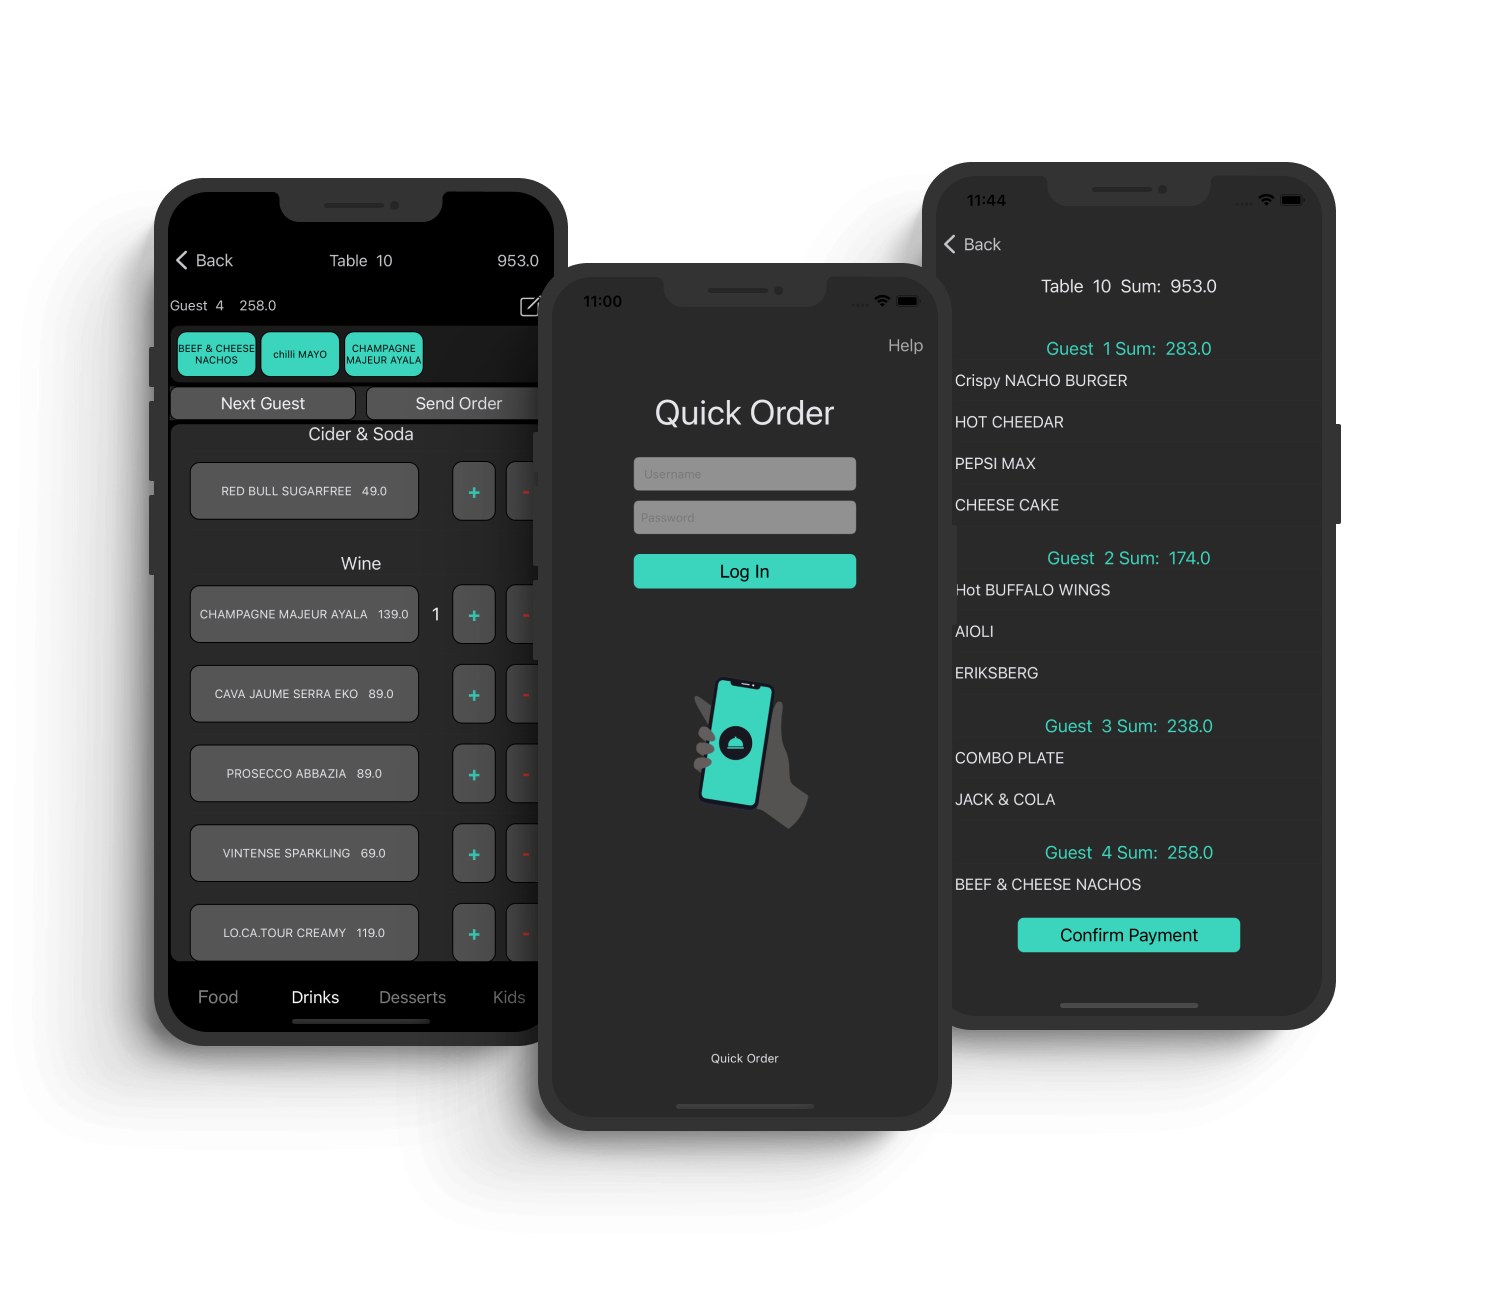 Back Table 10 953.0
Guest 4 258.0
BEEF & CHEESE
NACHOS
chilli MAYO
CHAMPAGNE
MAJEUR AYALA
Next Guest Send Order
Cider & Soda
RED BULL SUGARFREE 49.0 + -
Wine
CHAMPAGNE MAJEUR AYALA 139.0 1 + -
CAVA JAUME SERRA EKO 89.0 + -
PROSECCO ABBAZIA 89.0 + -
VINTENSE SPARKLING 69.0 + -
LO.CA.TOUR CREAMY 119.0 + -
Food Drinks Desserts Kids
11:00
Help
Quick Order
Username
Password
Log In
Quick Order
11:44
Back
Table 10 Sum: 953.0
Guest 1 Sum: 283.0
Crispy NACHO BURGER
HOT CHEEDAR
PEPSI MAX
CHEESE CAKE
Guest 2 Sum: 174.0
Hot BUFFALO WINGS
AIOLI
ERIKSBERG
Guest 3 Sum: 238.0
COMBO PLATE
JACK & COLA
Guest 4 Sum: 258.0
BEEF & CHEESE NACHOS
Confirm Payment